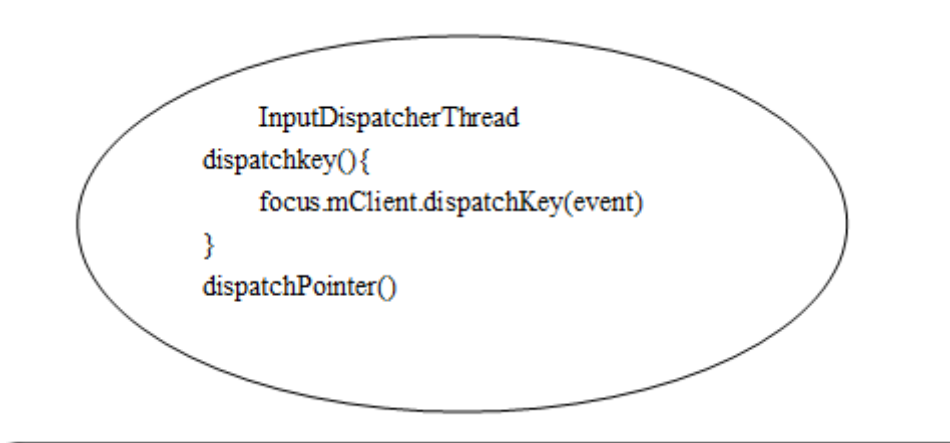 InputDispatcherThread
dispatchkey(){
focus.mClient.dispatchKey(event)
}
dispatchPointer()